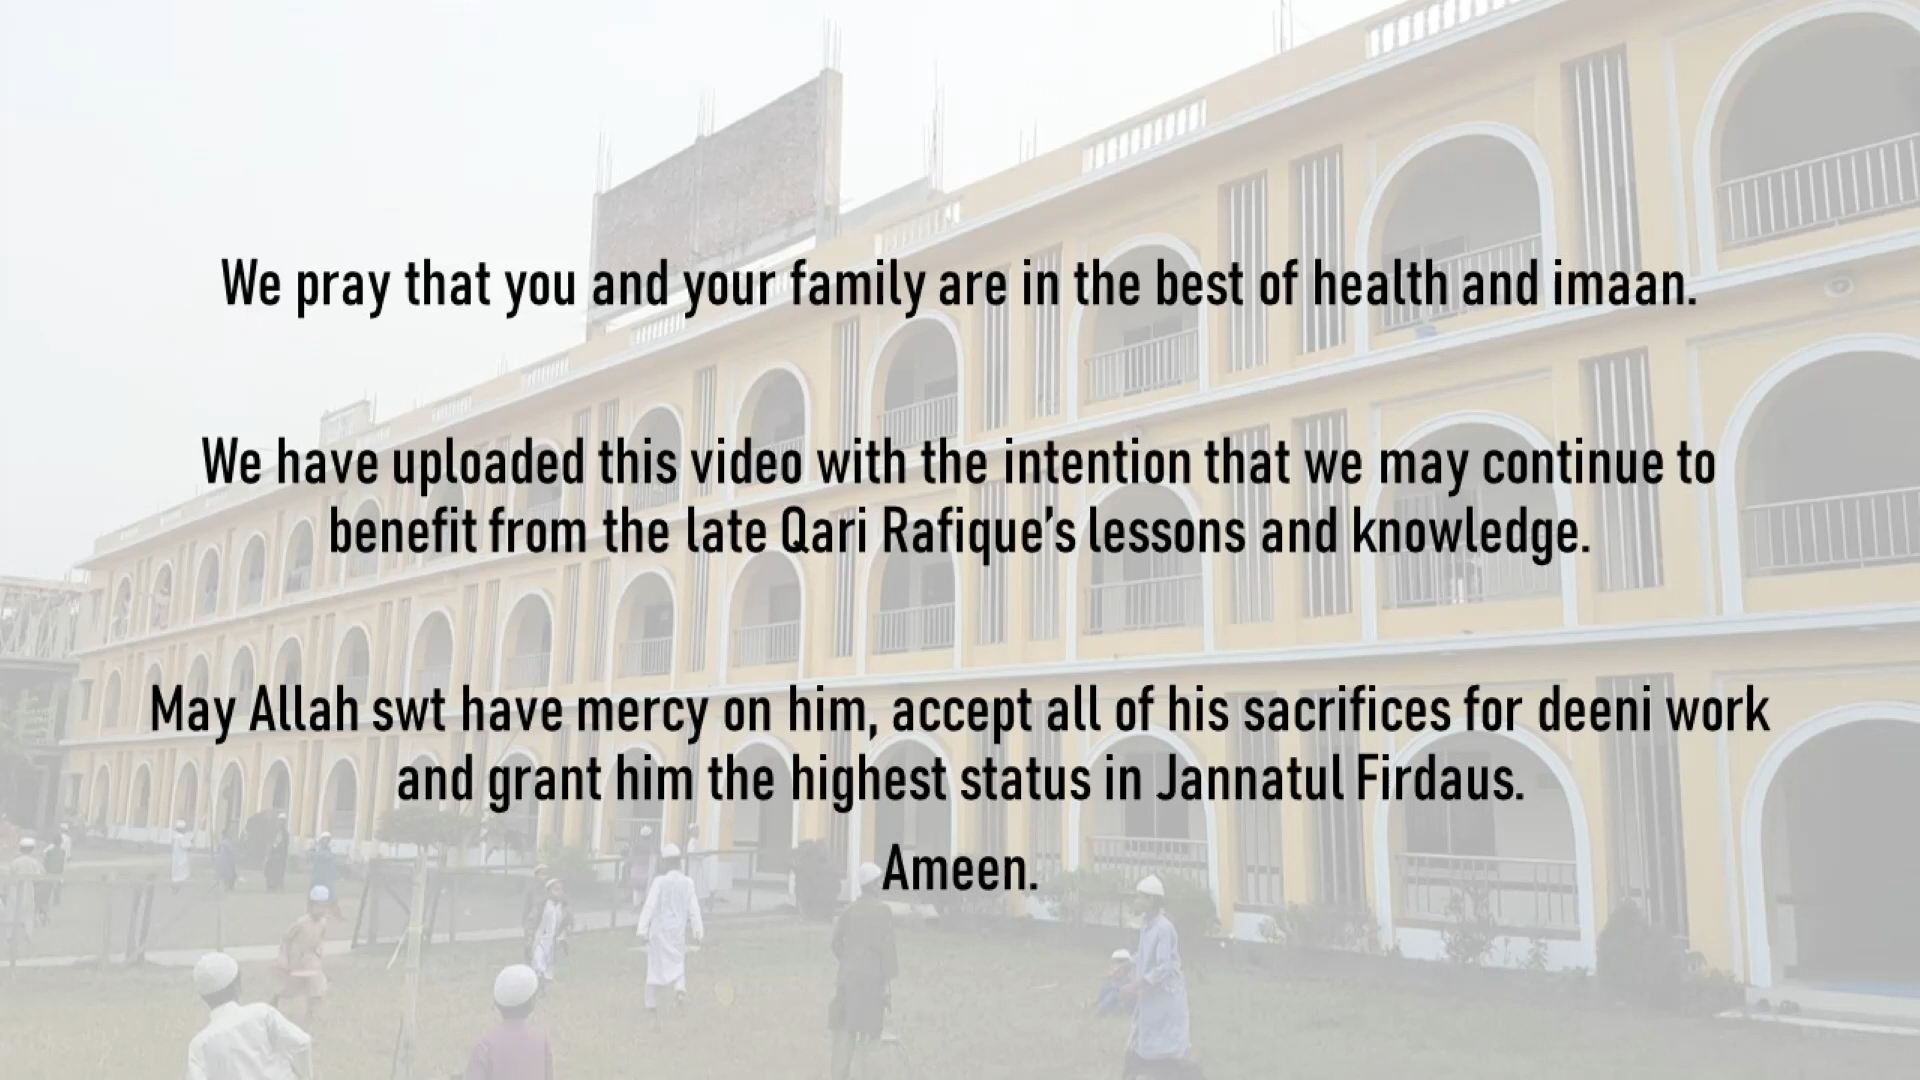 We pray that you and your family are in the best of health and imaan.
We have uploaded this video with the intention that we may continue to
benefit from the late Qari Rafique's lessons and knowledge.
May Allah swt have mercy on him, accept all of his sacrifices for deeni work
and grant him the highest status in Jannatul Firdaus.
Ameen.